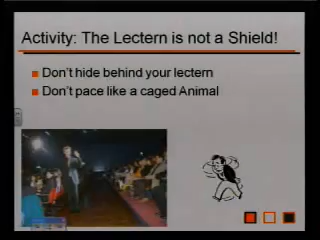 Activity: The Lectern is not a Shield!
Don't hide behind your lectern
Don't pace like a caged Animal